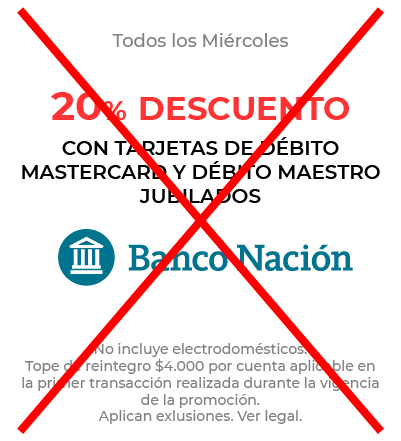 Todos los Miércoles
20% DESCUENTO
CON TARJETAS DE DÉBITO
MASTERCARD Y DÉBITO MAESTRO
JUBILADOS
Banco Nación
No incluye electrodomésticos.
Tope de reintegro $4.000 por cuenta aplicable en
la primer transacción realizada durante la vigencia
de la promoción.
Aplican exlusiones. Ver legal.